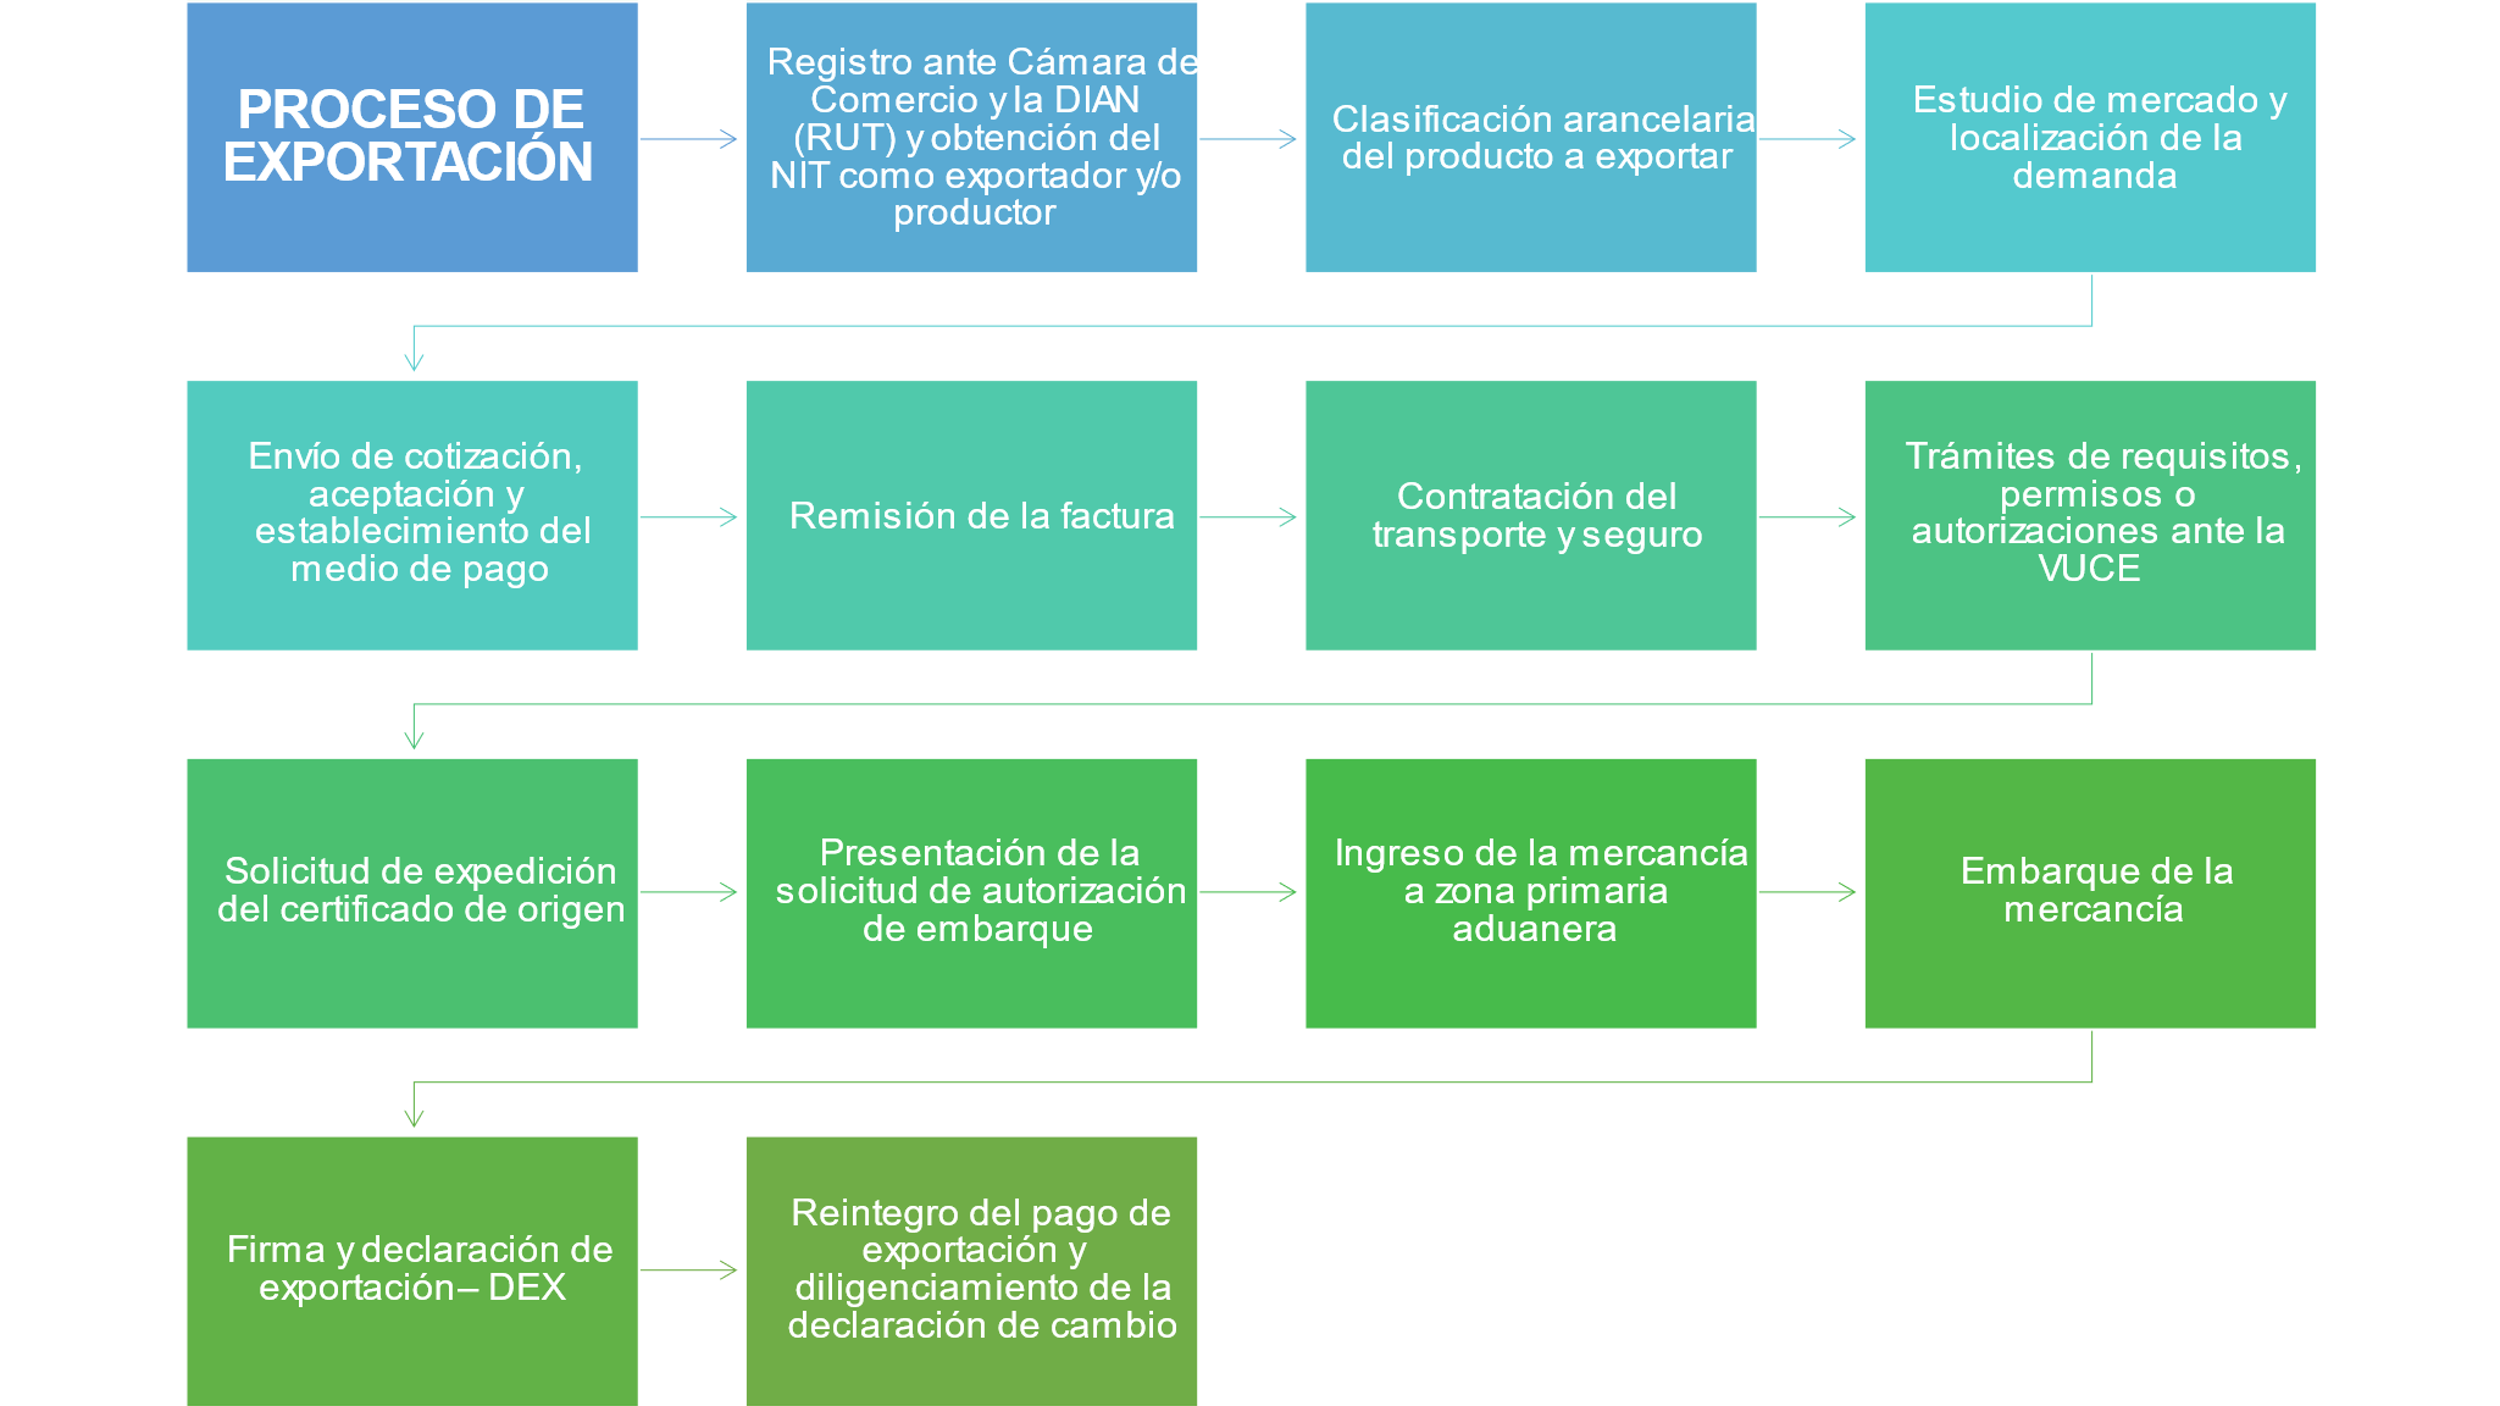 PROCESO DE
EXPORTACIÓN
Registro ante Cámara de
Comercio y la DIAN
(RUT) y obtención del
NIT como exportador y/o
productor
Clasificación arancelaria
del producto a exportar
Estudio de mercado y
localización de la
demanda
Envío de cotización,
aceptación y
establecimiento del
medio de pago
Remisión de la factura
Contratación del
transporte y seguro
Trámites de requisitos,
permisos o
autorizaciones ante la
VUCE
Solicitud de expedición
del certificado de origen
Presentación de la
solicitud de autorización
de embarque
Ingreso de la mercancía
a zona primaria
aduanera
Embarque de la
mercancía
Firma y declaración de
exportación– DEX
Reintegro del pago de
exportación y
diligenciamiento de la
declaración de cambio